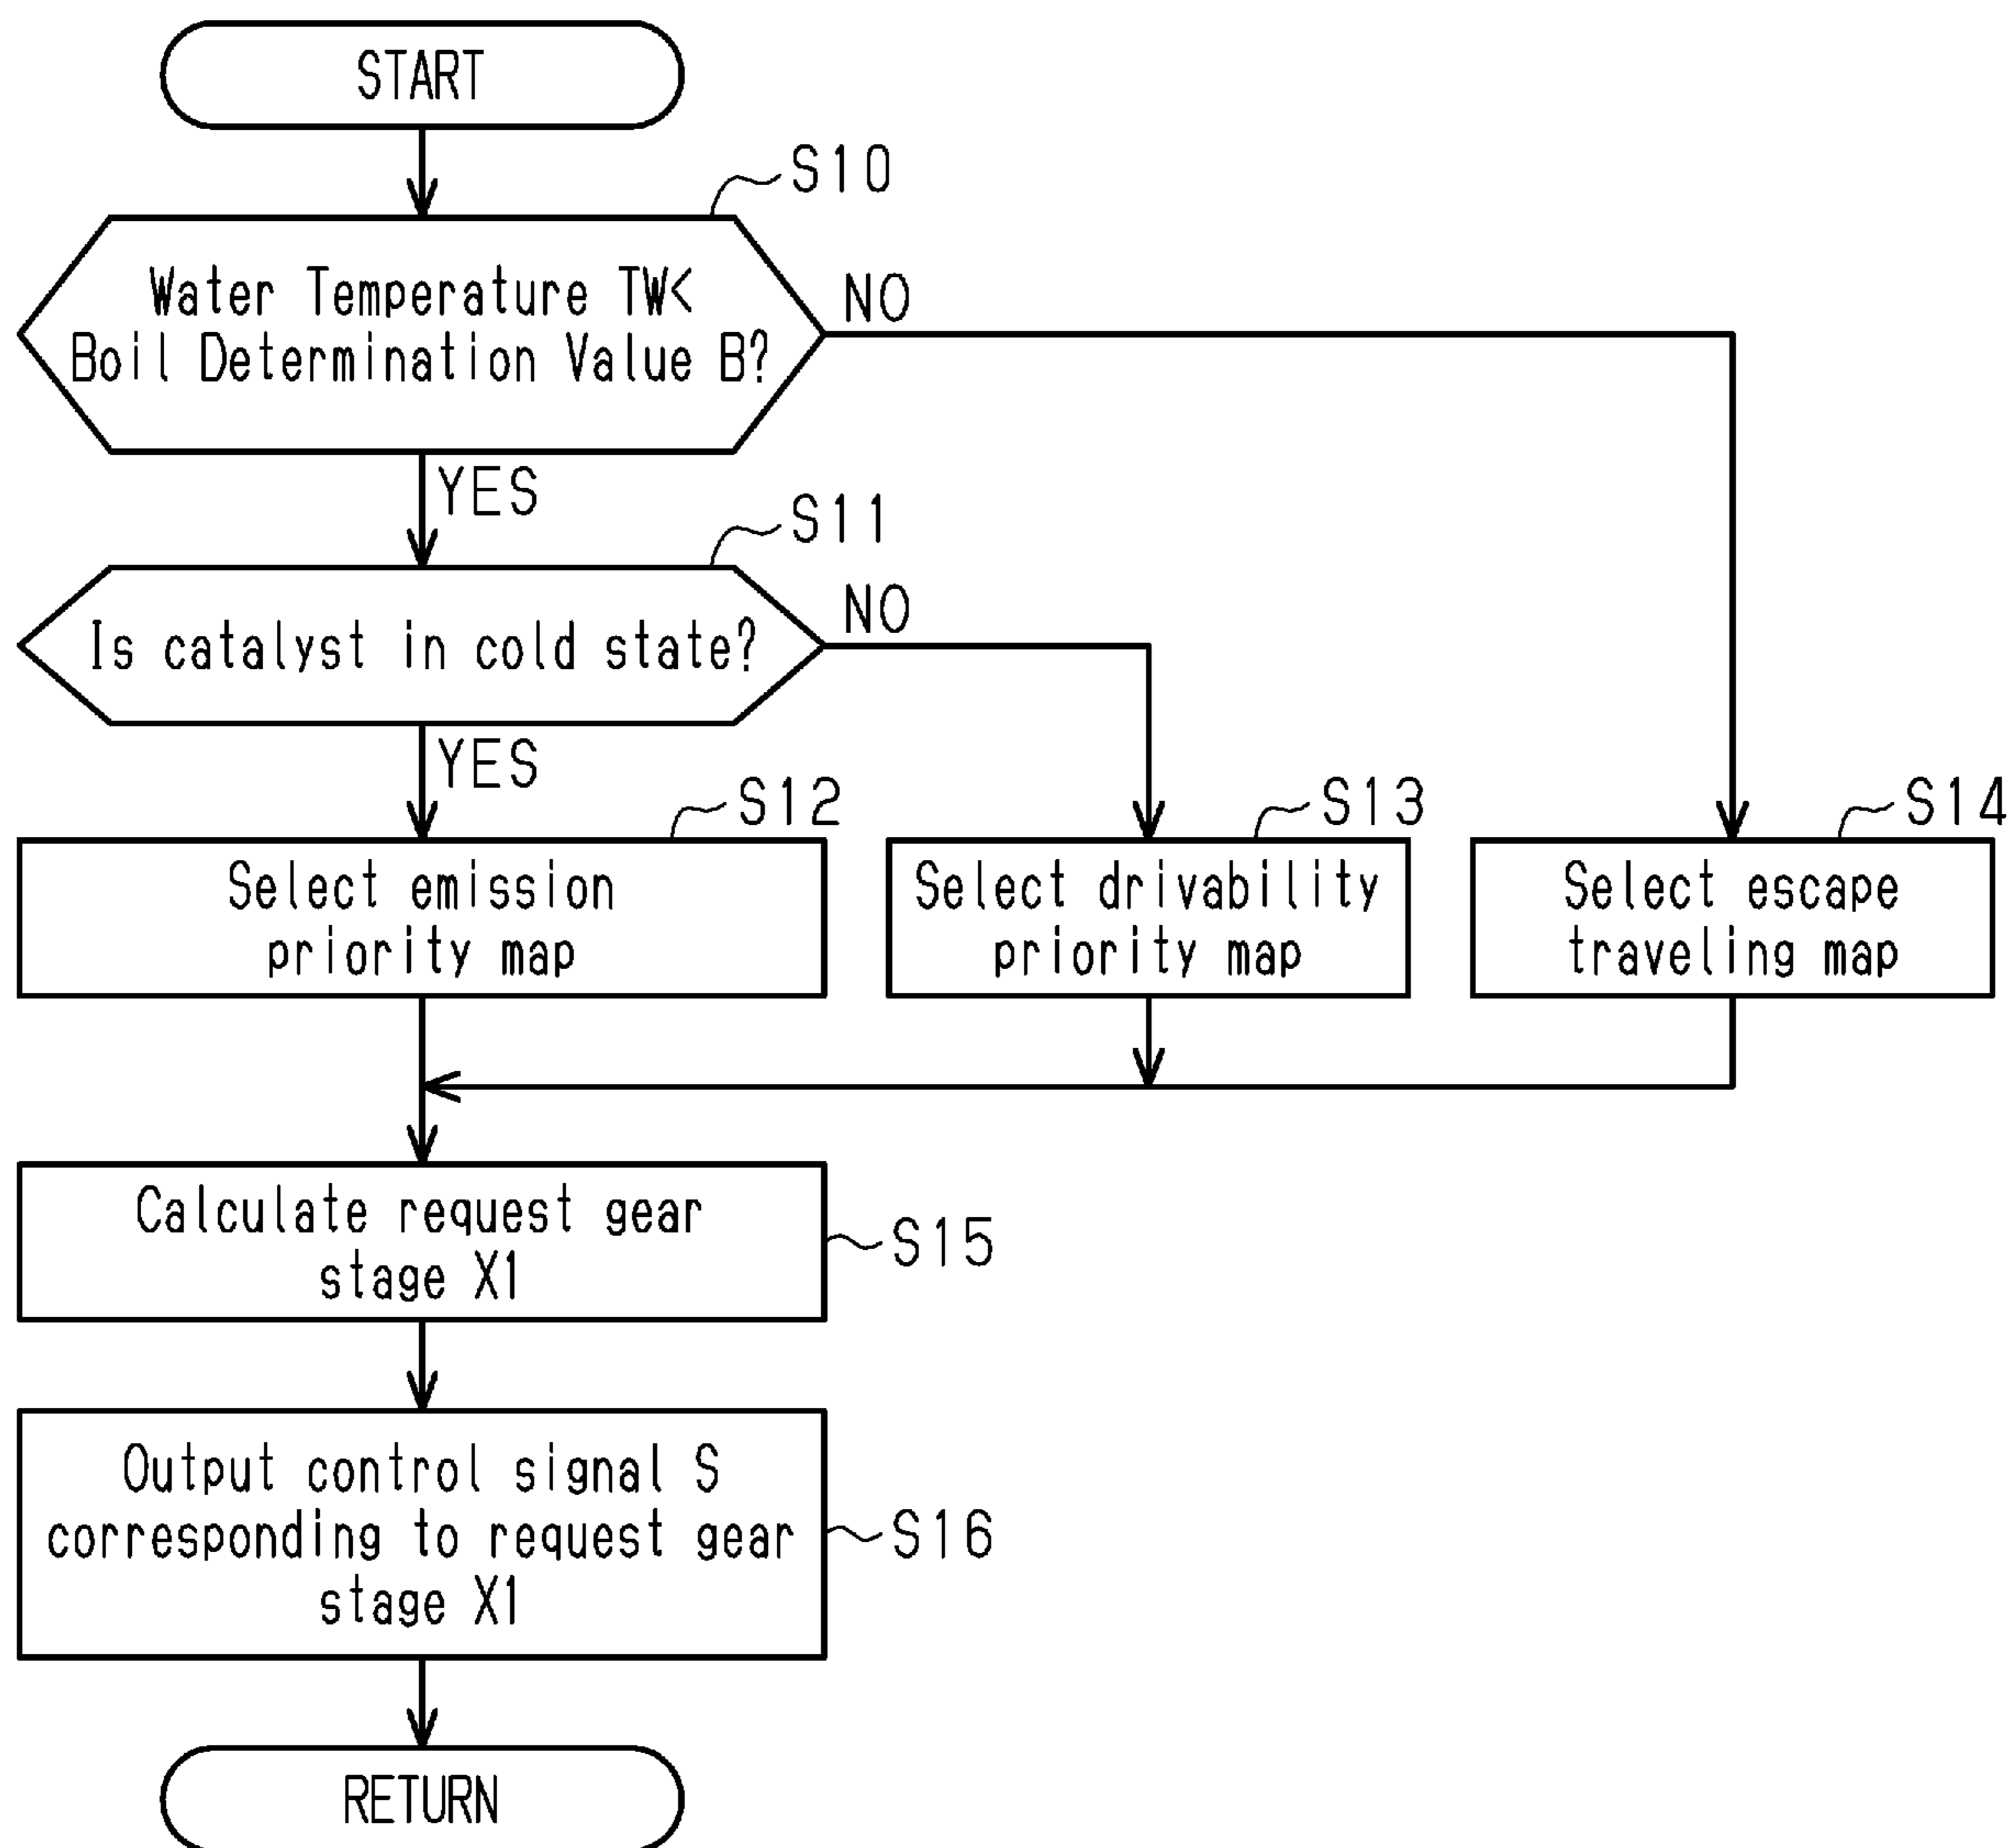 START
S10
Water Temperature TW<
Boil Determination Value B?
NO
YES
S11
Is catalyst in cold state?
NO
YES
S12
Select emission
priority map
S13
Select drivability
priority map
S14
Select escape
traveling map
Calculate request gear
stage X1
S15
Output control signal S
corresponding to request gear
stage X1
S16
RETURN